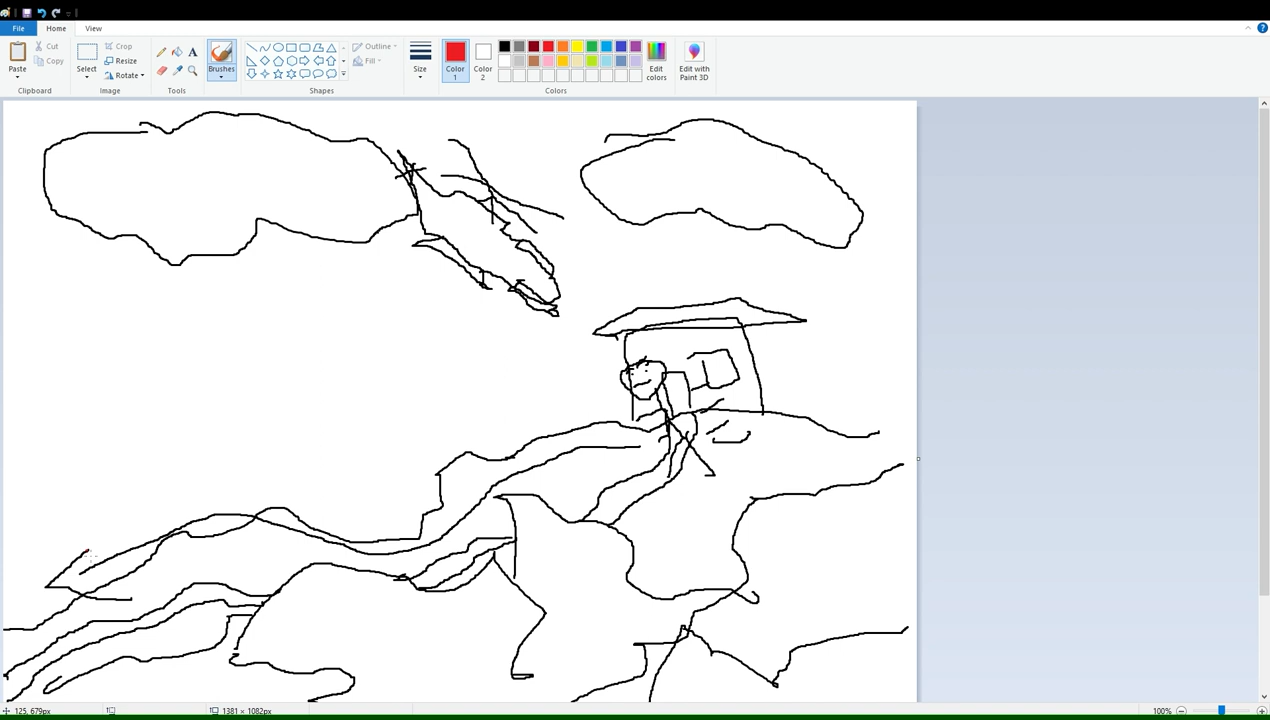 File Home View
Paste Cut Copy Clipboard
Select Crop Resize Rotate Image
A Tools
Brushes
Outline Fill Shapes
Size
Color 1 Color 2 Edit colors Colors
Edit with Paint 3D
125, 679px 1381 × 1082px 100%